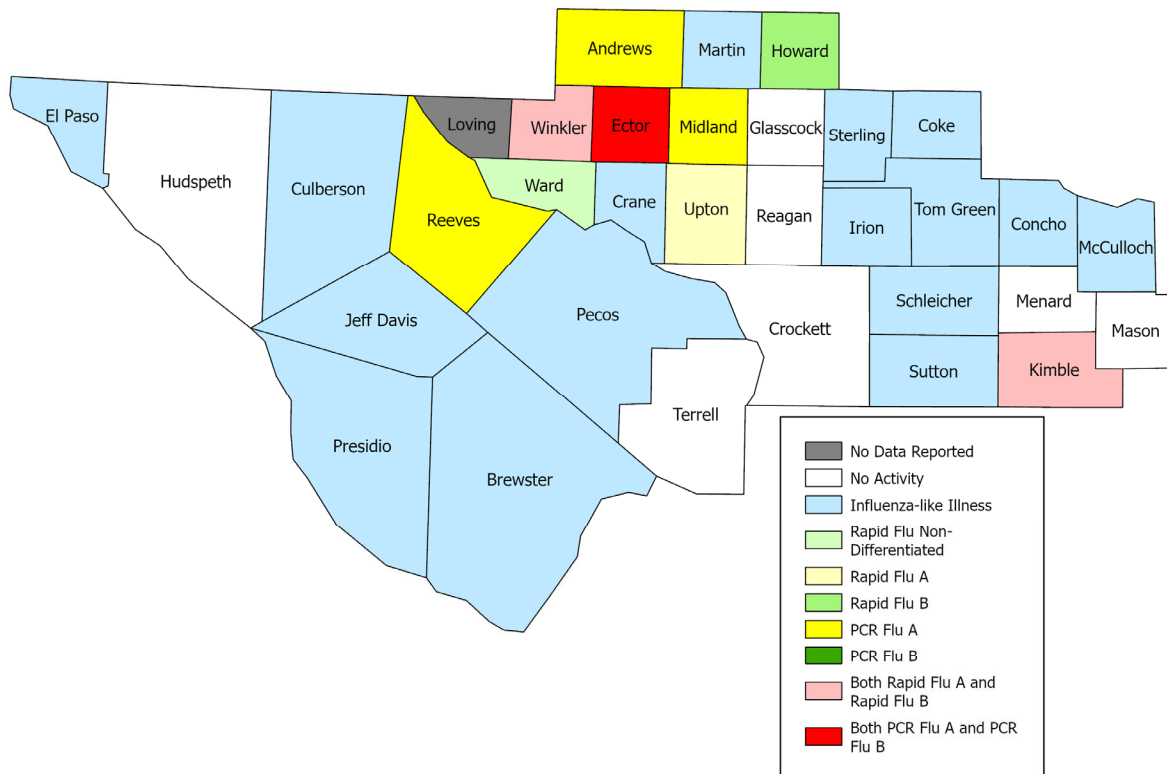 Andrews
Martin
Howard
El Paso
Loving
Winkler
Ector
Midland
Glasscock
Sterling
Coke
Hudspeth
Culberson
Ward
Crane
Upton
Reagan
Reeves
Irion
Tom Green
Concho
McCulloch
Jeff Davis
Pecos
Schleicher
Menard
Crockett
Mason
Sutton
Kimble
Terrell
Presidio
Brewster
No Data Reported
No Activity
Influenza-like Illness
Rapid Flu Non-
Differentiated
Rapid Flu A
Rapid Flu B
PCR Flu A
PCR Flu B
Both Rapid Flu A and
Rapid Flu B
Both PCR Flu A and PCR
Flu B